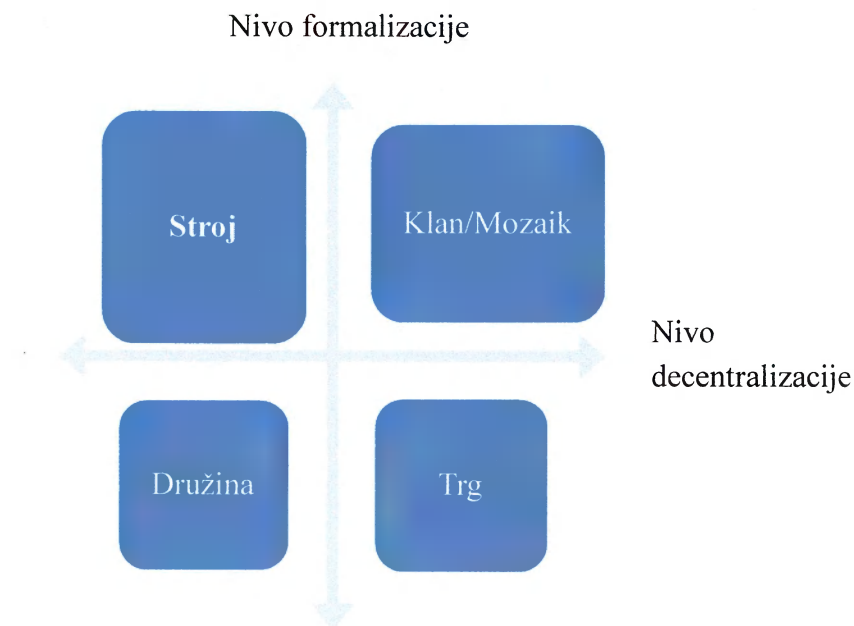 Nivo formalizacije
Stroj
Klan/Mozaik
Nivo
decentralizacije
Družina
Trg